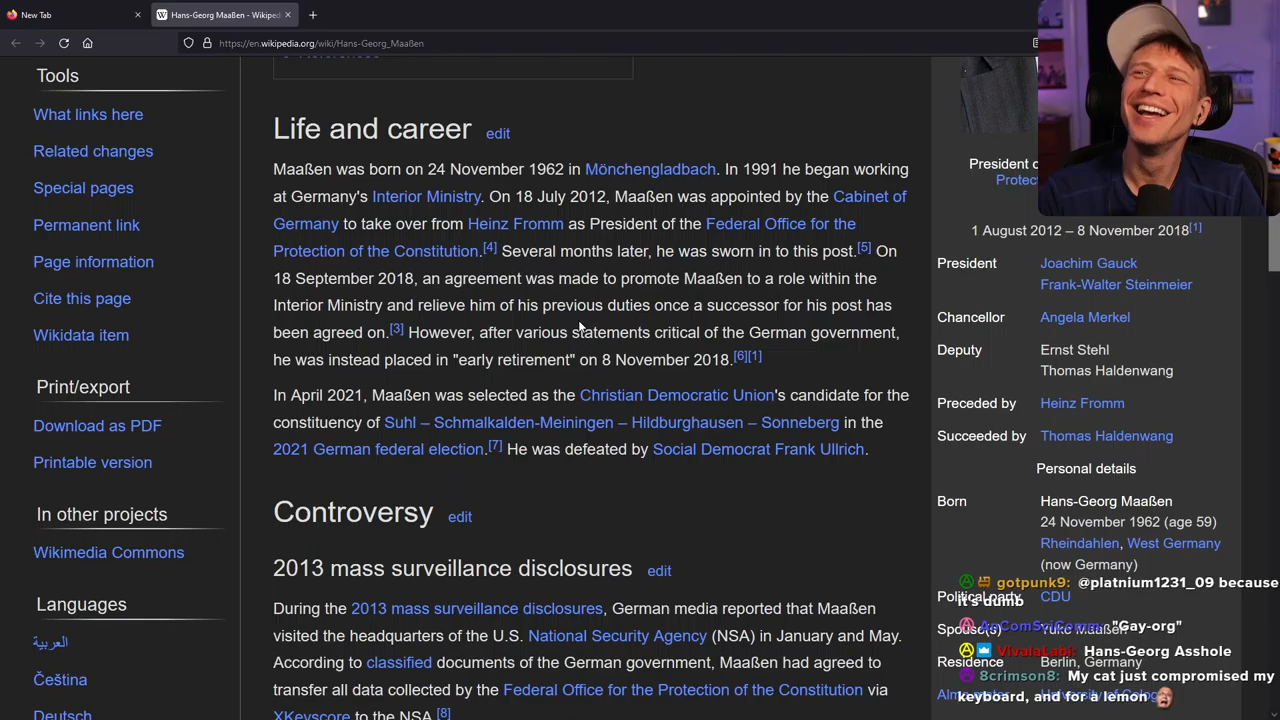 New Tab
Hans-Georg Maaßen - Wikiped
https://en.wikipedia.org/wiki/Hans-Georg_Maaßen
Tools
What links here
Related changes
Special pages
Permanent link
Page information
Cite this page
Wikidata item
Print/export
Download as PDF
Printable version
In other projects
Wikimedia Commons
Languages
العربية
Čeština
Deutsch
Life and career edit
Maaßen was born on 24 November 1962 in Mönchengladbach. In 1991 he began working
at Germany's Interior Ministry. On 18 July 2012, Maaßen was appointed by the Cabinet of
Germany to take over from Heinz Fromm as President of the Federal Office for the
Protection of the Constitution.[4] Several months later, he was sworn in to this post.[5] On
18 September 2018, an agreement was made to promote Maaßen to a role within the
Interior Ministry and relieve him of his previous duties once a successor for his post has
been agreed on.[3] However, after various statements critical of the German government,
he was instead placed in "early retirement" on 8 November 2018.[6][1]
In April 2021, Maaßen was selected as the Christian Democratic Union's candidate for the
constituency of Suhl – Schmalkalden-Meiningen – Hildburghausen – Sonneberg in the
2021 German federal election.[7] He was defeated by Social Democrat Frank Ullrich.
Controversy edit
2013 mass surveillance disclosures edit
During the 2013 mass surveillance disclosures, German media reported that Maaßen
visited the headquarters of the U.S. National Security Agency (NSA) in January and May.
According to classified documents of the German government, Maaßen had agreed to
transfer all data collected by the Federal Office for the Protection of the Constitution via
XKeyscore to the NSA.[8]
President
Protec
1 August 2012 – 8 November 2018[1]
President Joachim Gauck
Frank-Walter Steinmeier
Chancellor Angela Merkel
Deputy Ernst Stehl
Thomas Haldenwang
Preceded by Heinz Fromm
Succeeded by Thomas Haldenwang
Personal details
Born Hans-Georg Maaßen
24 November 1962 (age 59)
Rheindahlen, West Germany
(now Germany)
Political party CDU
Spouse(s) Yuko Maaßen
Residence Berlin, Germany
gotpunk9: @platnium1231_09 because
it's dumb
AnComSciComm: "Gay-org"
VivalaLabi: Hans-Georg Asshole
8crimson8: My cat just compromised my
keyboard, and for a lemon